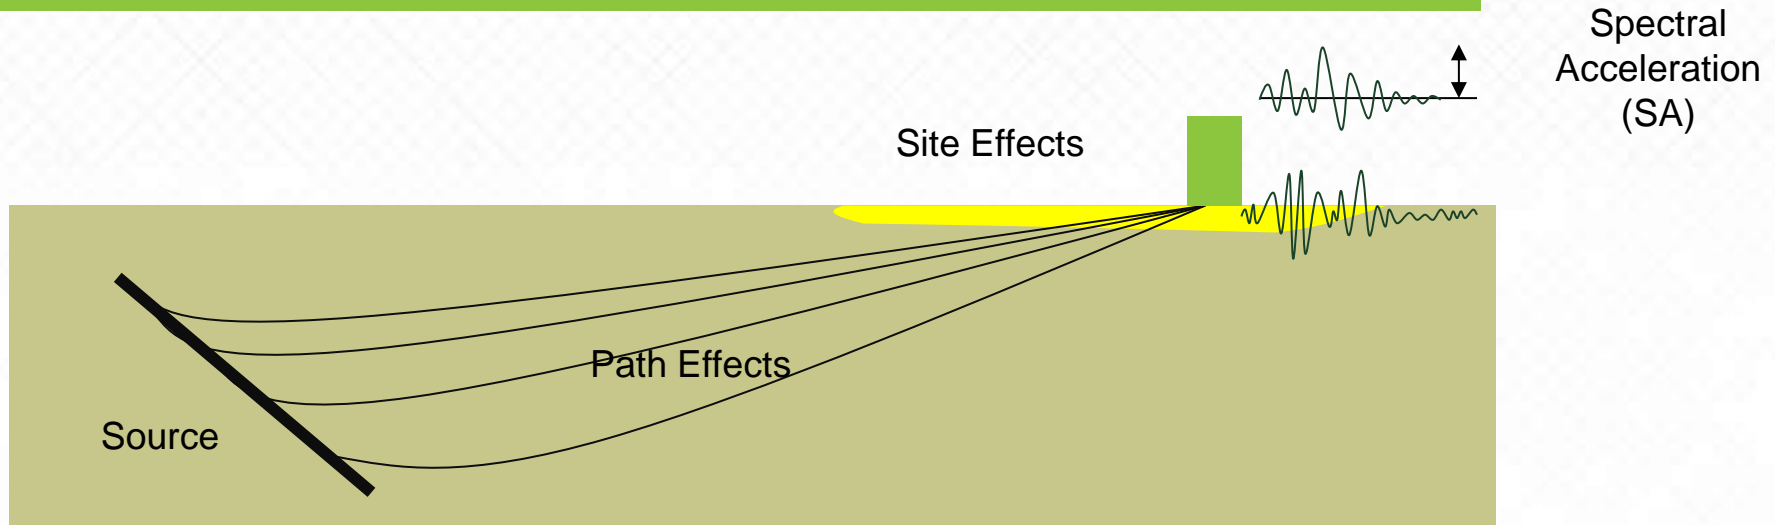 Spectral
Acceleration
(SA)
Site Effects
Path Effects
Source